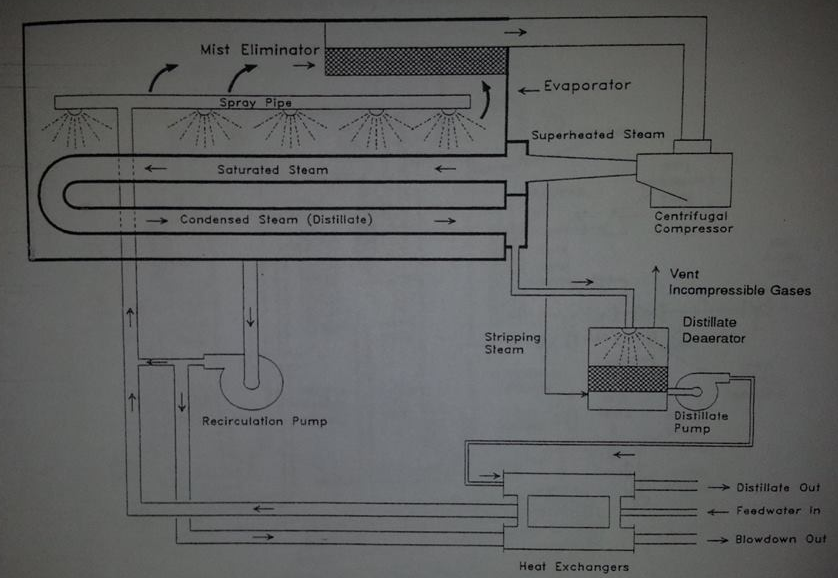 Mist Eliminator
Evaporator
Spray Pipe
Superheated Steam
Saturated Steam
Condensed Steam (Distillate)
Centrifugal
Compressor
Vent
Incompressible Gases
Distillate
Deaerator
Stripping
Steam
Recirculation Pump
Distillate
Pump
Distillate Out
Feedwater In
Blowdown Out
Heat Exchangers